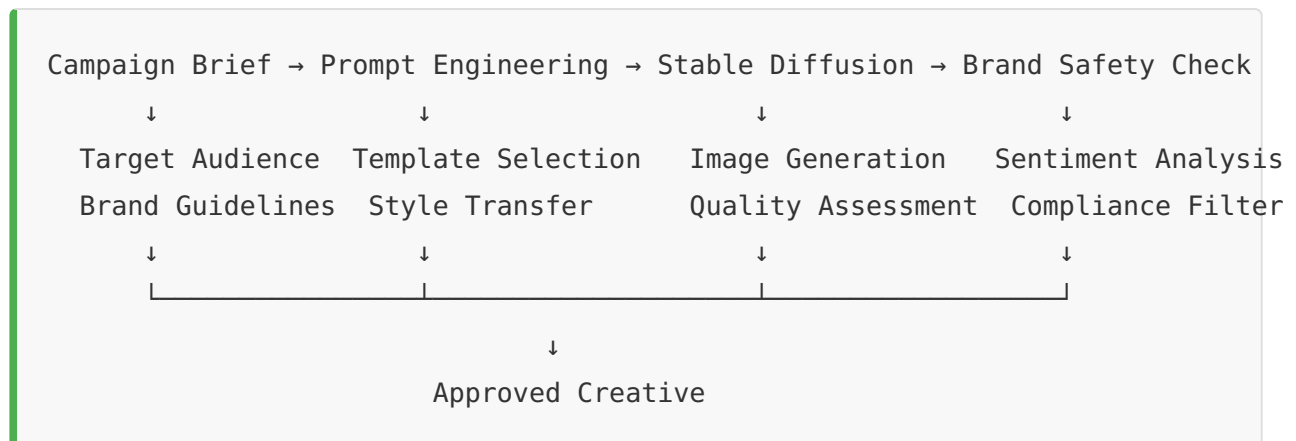 Campaign Brief → Prompt Engineering → Stable Diffusion → Brand Safety Check
↓ ↓ ↓ ↓
Target Audience Template Selection Image Generation Sentiment Analysis
Brand Guidelines Style Transfer Quality Assessment Compliance Filter
↓ ↓ ↓ ↓
└─────────────────┴─────────────────────┴───────────────────┘
↓
Approved Creative